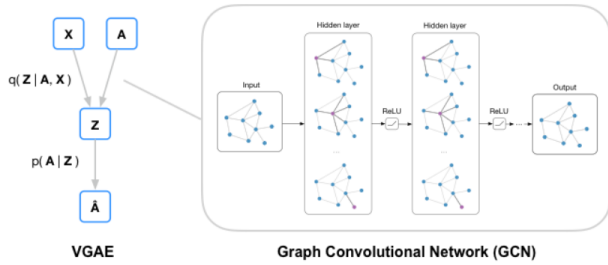 X
A
q( Z | A, X )
Z
p( A | Z )
Â
VGAE
Input
Hidden layer
...
ReLU
Hidden layer
...
ReLU
...
Output
Graph Convolutional Network (GCN)